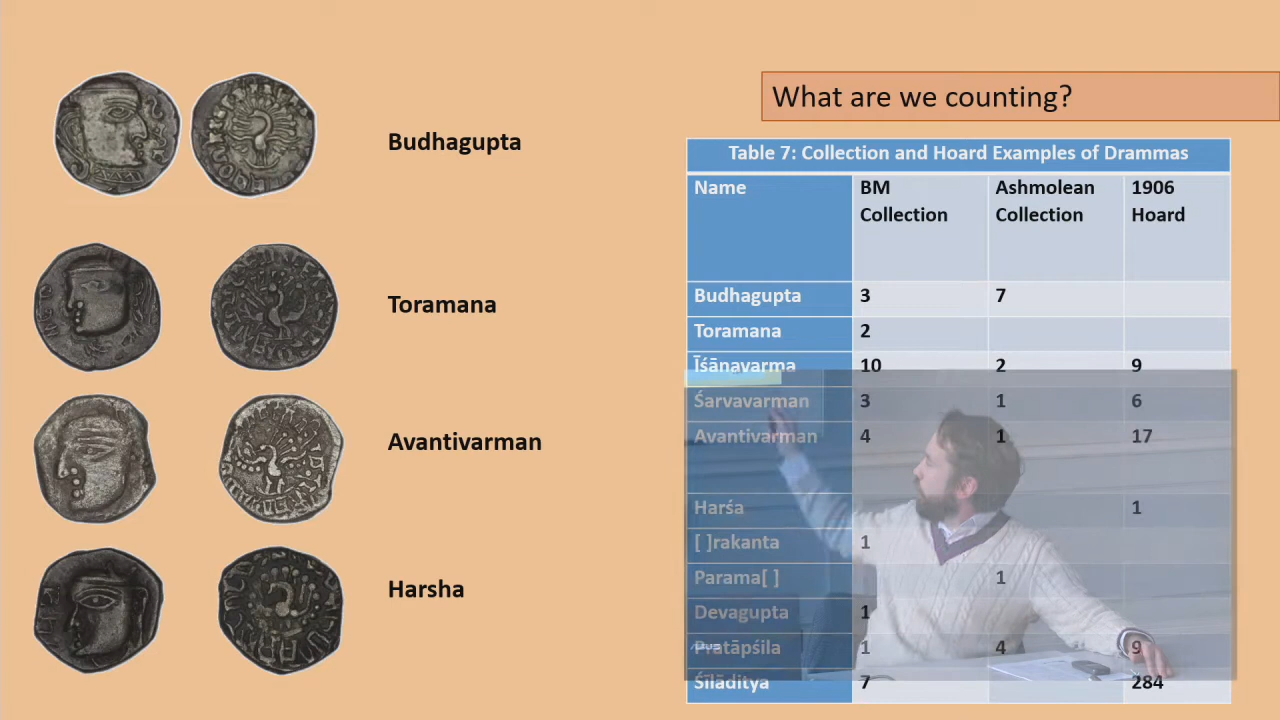 What are we counting?
Budhagupta
Toramana
Avantivarman
Harsha
Table 7: Collection and Hoard Examples of Drammas
Name BM Collection Ashmolean Collection 1906 Hoard
Budhagupta 3 7
Toramana 2
Īśānavarma 10 2 9
Śarvavarman 3 1 6
Avantivarman 4 1 17
Harśa 1
[ ]rakanta 1
Parama[ ] 1
Devagupta 1
Pratāpśila 1 4 9
Śīlāditya 7 284